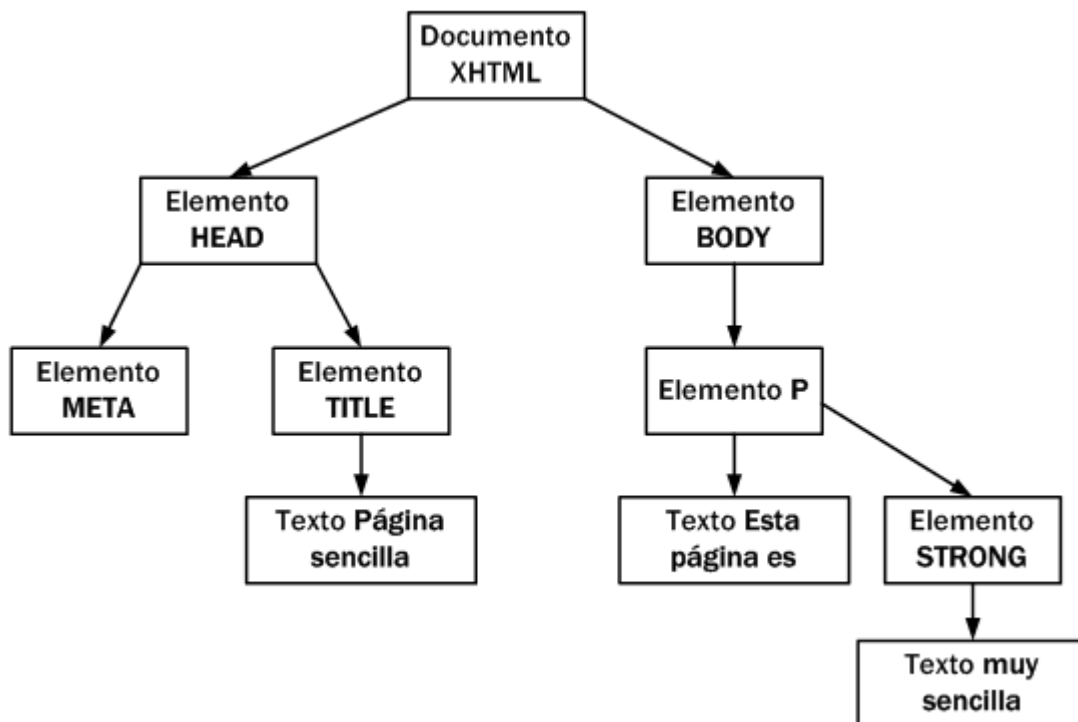 Documento
XHTML
Elemento
HEAD
Elemento
BODY
Elemento
META
Elemento
TITLE
Elemento P
Texto Página
sencilla
Texto Esta
página es
Elemento
STRONG
Texto muy
sencilla